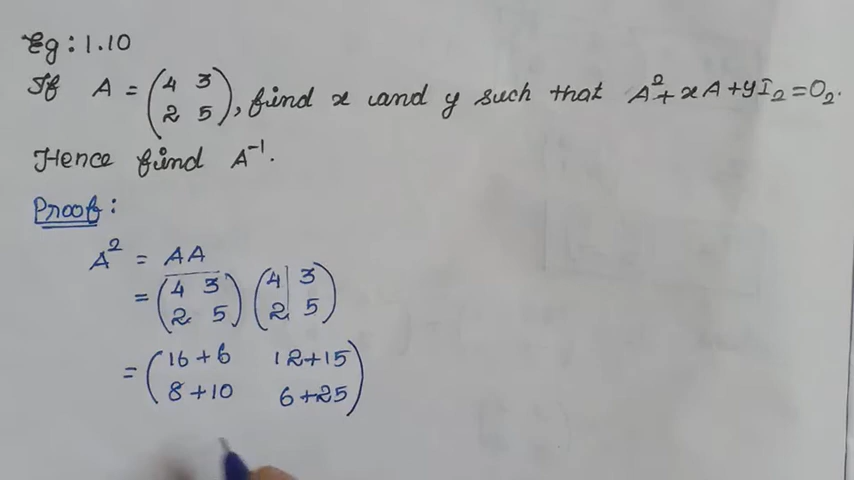 Eg: 1.10
If A = (4 3
2 5), find x and y such that A²+xA+yI₂=O₂.
Hence find A⁻¹.
Proof:
A² = AA
= (4 3
2 5) (4 3
2 5)
= (16+6 12+15
8+10 6+25)